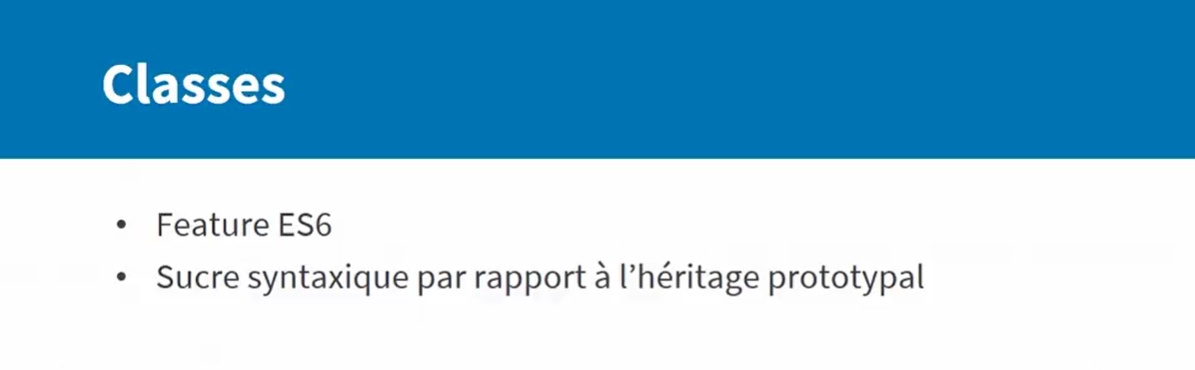 Classes
• Feature ES6
• Sucre syntaxique par rapport à l’héritage prototypal